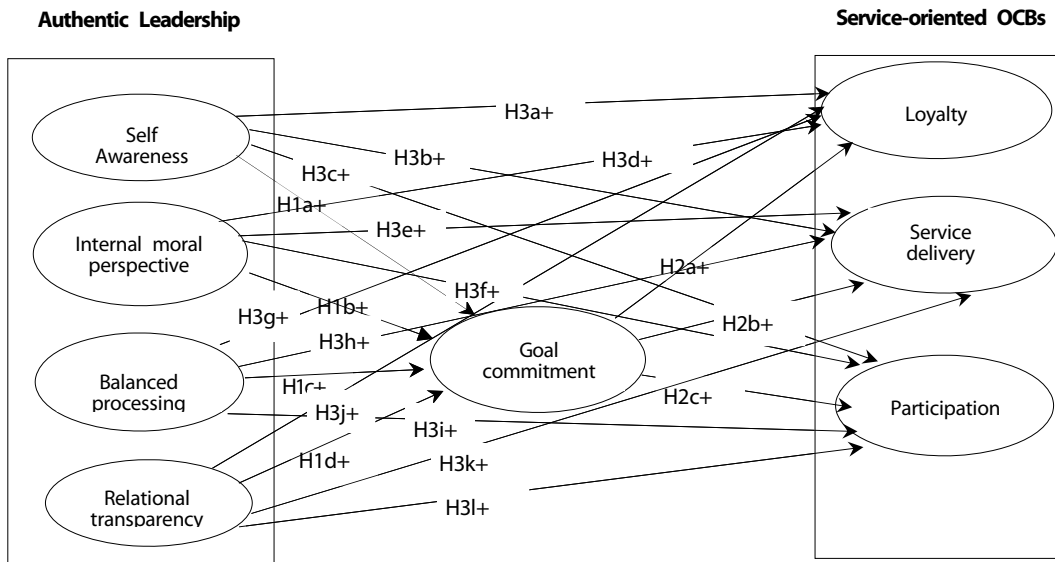 Authentic Leadership
Service-oriented OCBs
Self
Awareness
Internal moral
perspective
Balanced
processing
Relational
transparency
Goal
commitment
Loyalty
Service
delivery
Participation
H3a+
H3b+
H3c+
H3d+
H1a+
H3e+
H2a+
H3f+
H1b+
H3g+
H2b+
H3h+
H1c+
H2c+
H3j+
H3i+
H1d+
H3k+
H3l+